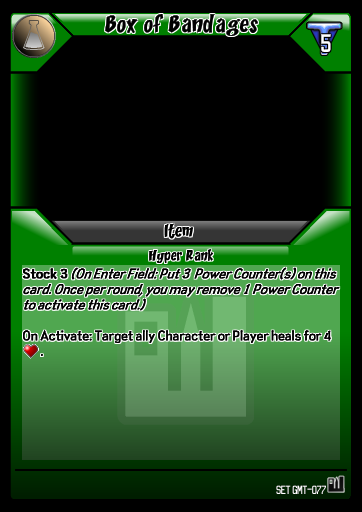 Box of Bandages
5
Item
Hyper Rank
Stock 3 (On Enter Field: Put 3 Power Counter(s) on this
card. Once per round, you may remove 1 Power Counter
to activate this card.)
On Activate: Target ally Character or Player heals for 4
.
SET GMT-077